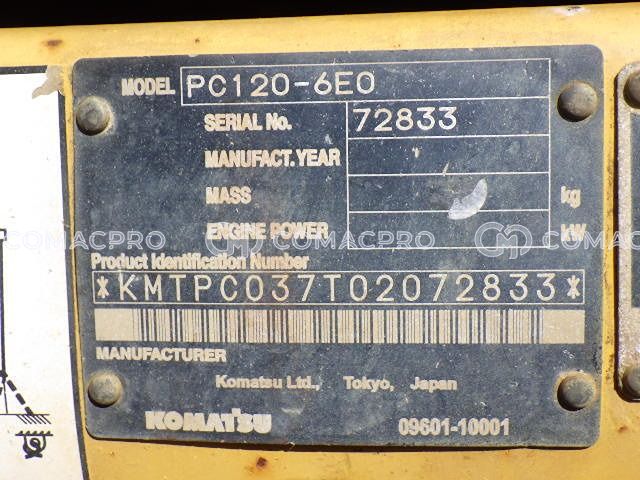 MODEL PC120-6E0
SERIAL No. 72833
MANUFACT.YEAR
MASS kg
ENGINE POWER kW
COMACPRO COMACPRO COMACPRO
Product Identification Number
*KMTPC037T02072833*
MANUFACTURER
Komatsu Ltd., Tokyo, Japan
KOMATSU 09601-10001